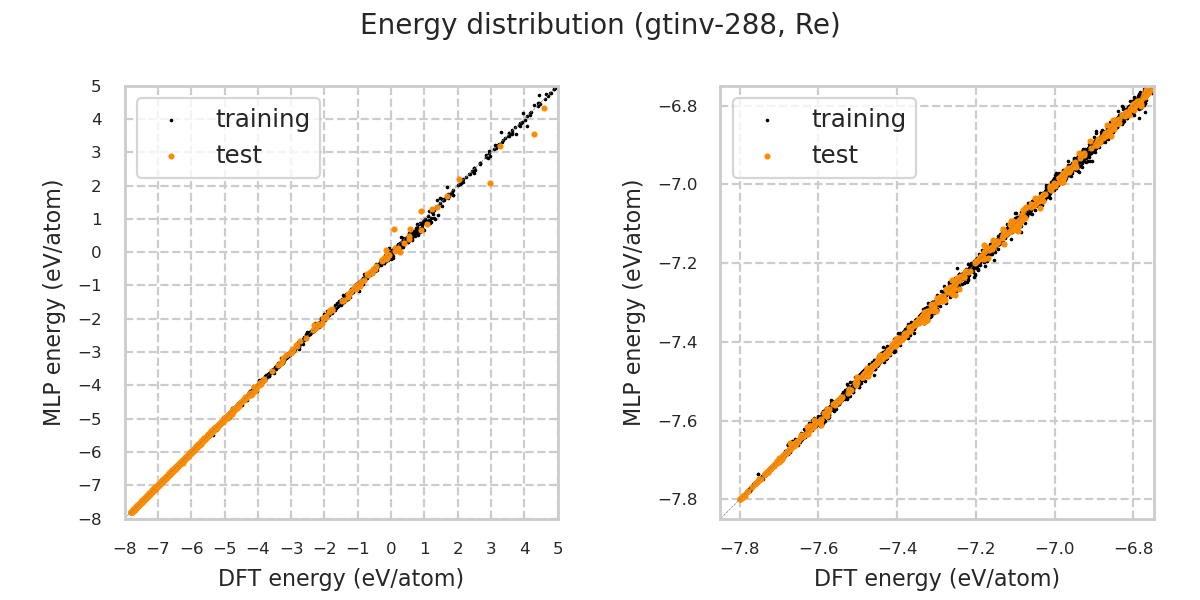 Energy distribution (gtinv-288, Re)
MLP energy (eV/atom)
5
4
3
2
1
0
−1
−2
−3
−4
−5
−6
−7
−8
training
test
−8 −7 −6 −5 −4 −3 −2 −1 0 1 2 3 4 5
DFT energy (eV/atom)
MLP energy (eV/atom)
−6.8
−7.0
−7.2
−7.4
−7.6
−7.8
training
test
−7.8 −7.6 −7.4 −7.2 −7.0 −6.8
DFT energy (eV/atom)